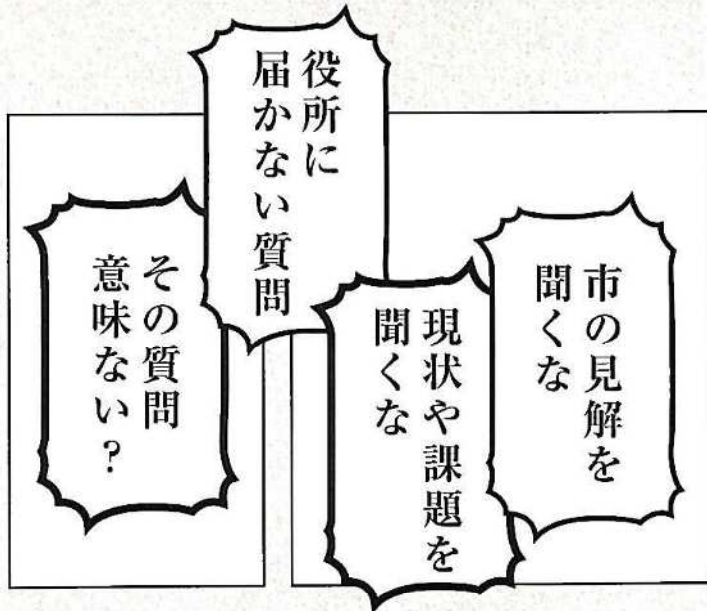 市の見解を
聞くな
現状や課題を
聞くな
役所に
届かない質問
その質問
意味ない？